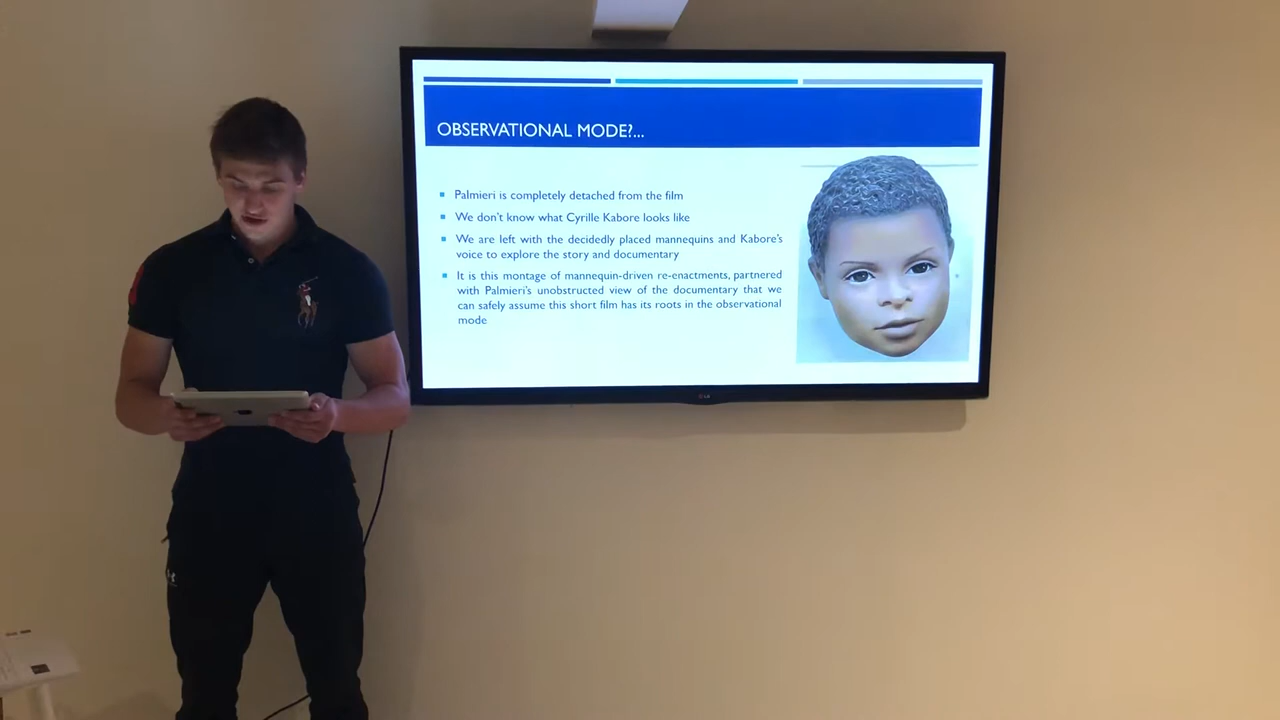 OBSERVATIONAL MODE?...
▪ Palmieri is completely detached from the film
▪ We don't know what Cyrille Kabore looks like
▪ We are left with the decidedly placed mannequins and Kabore's
voice to explore the story and documentary
▪ It is this montage of mannequin-driven re-enactments, partnered
with Palmieri's unobstructed view of the documentary that we
can safely assume this short film has its roots in the observational
mode
LG